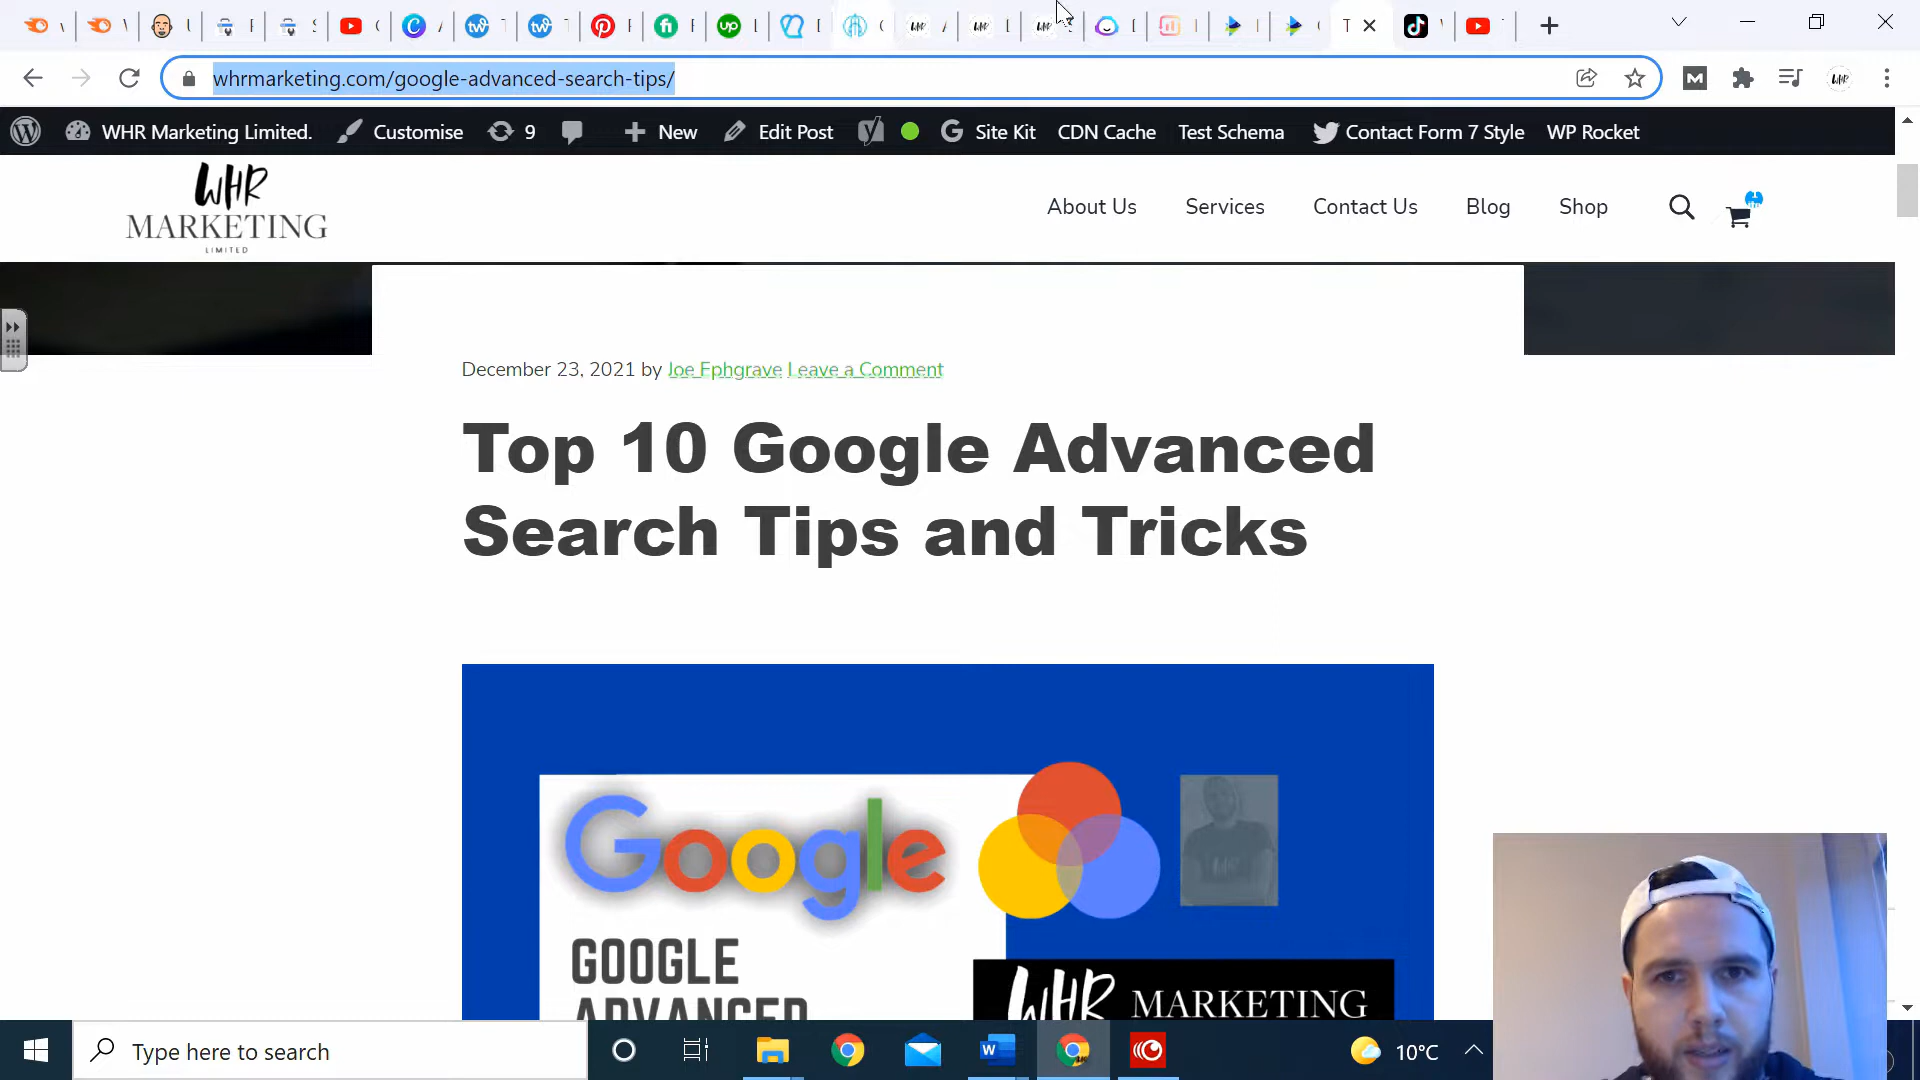 whrmarketing.com/google-advanced-search-tips/
WHR Marketing Limited. Customise 9 New Edit Post Site Kit CDN Cache Test Schema Contact Form 7 Style WP Rocket
WHR
MARKETING
LIMITED
About Us Services Contact Us Blog Shop
December 23, 2021 by Joe Ephgrave Leave a Comment
Top 10 Google Advanced
Search Tips and Tricks
Google
GOOGLE
ADVANCED
WHR MARKETING
Type here to search
10°C